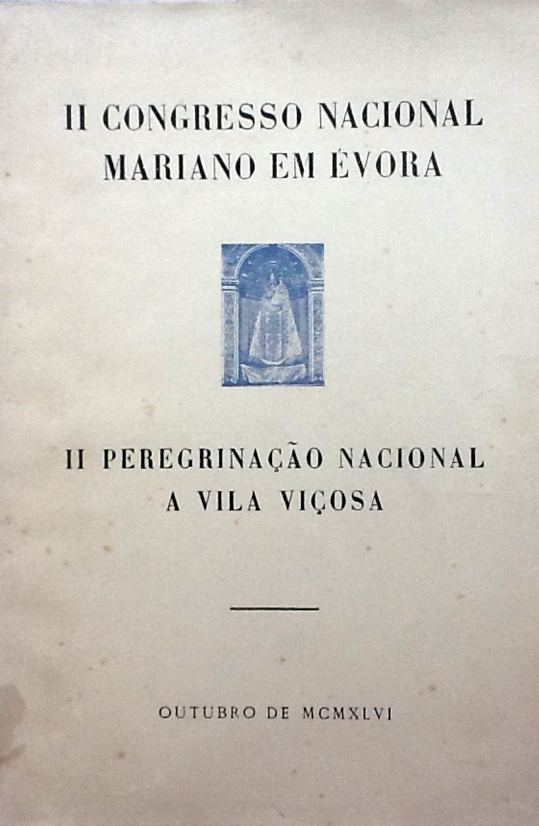 II CONGRESSO NACIONAL
MARIANO EM ÉVORA
II PEREGRINAÇÃO NACIONAL
A VILA VIÇOSA
OUTUBRO DE MCMXLVI